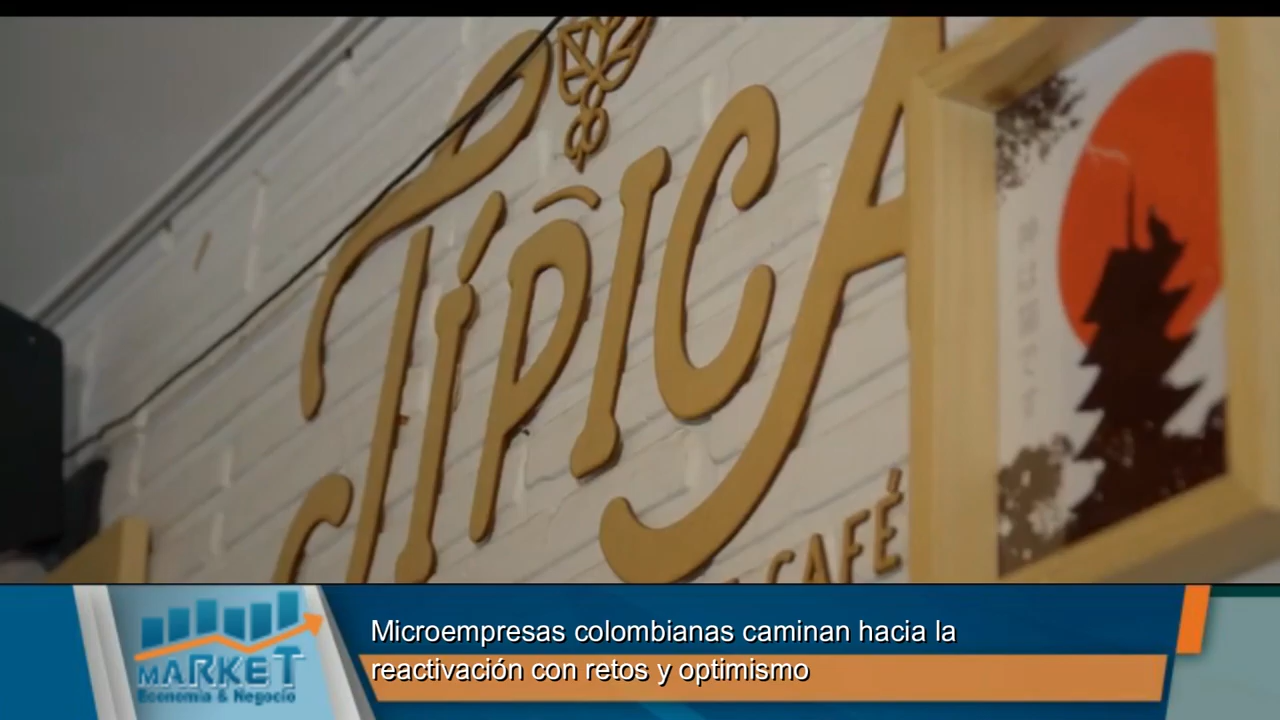 TÍPICA
CAFÉ
Microempresas colombianas caminan hacia la
reactivación con retos y optimismo
MARKET
Economía & Negocio